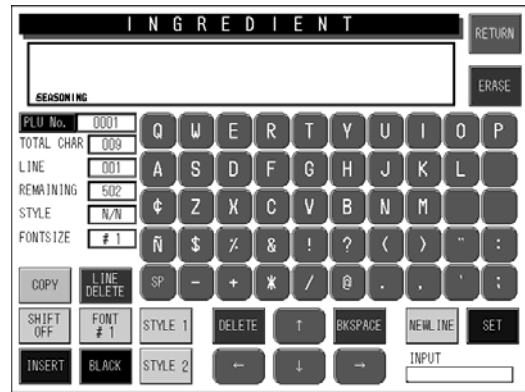 INGREDIENT
RETURN
ERASE
SEASONING
PLU No. 0001
TOTAL CHAR 009
LINE 001
REMAINING 502
STYLE N/N
FONTSIZE # 1
Q W E R T Y U I O P
A S D F G H J K L
¢ Z X C V B N M
Ñ $ % & ! ? ( ) " :
SP - + * / @ . , ' ;
COPY
LINE DELETE
SHIFT OFF
FONT # 1
STYLE 1
DELETE
↑
BKSPACE
NEWLINE
SET
INSERT
BLACK
STYLE 2
←
↓
→
INPUT